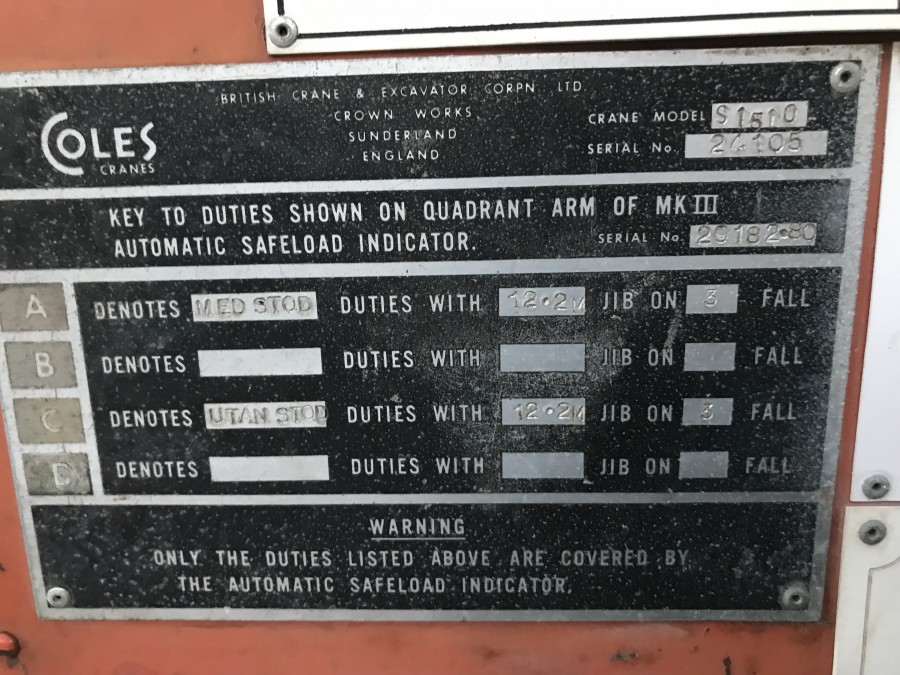 BRITISH CRANE & EXCAVATOR CORPN LTD
CROWN WORKS
SUNDERLAND
ENGLAND
COLES
CRANES
CRANE MODEL S1510
SERIAL No. 24105
KEY TO DUTIES SHOWN ON QUADRANT ARM OF MK III
AUTOMATIC SAFELOAD INDICATOR.
SERIAL No. 29182·80
A DENOTES MED STOD DUTIES WITH 12·2M JIB ON 3 FALL
B DENOTES DUTIES WITH JIB ON FALL
C DENOTES UTAN STOD DUTIES WITH 12·2M JIB ON 3 FALL
D DENOTES DUTIES WITH JIB ON FALL
WARNING
ONLY THE DUTIES LISTED ABOVE ARE COVERED BY
THE AUTOMATIC SAFELOAD INDICATOR.